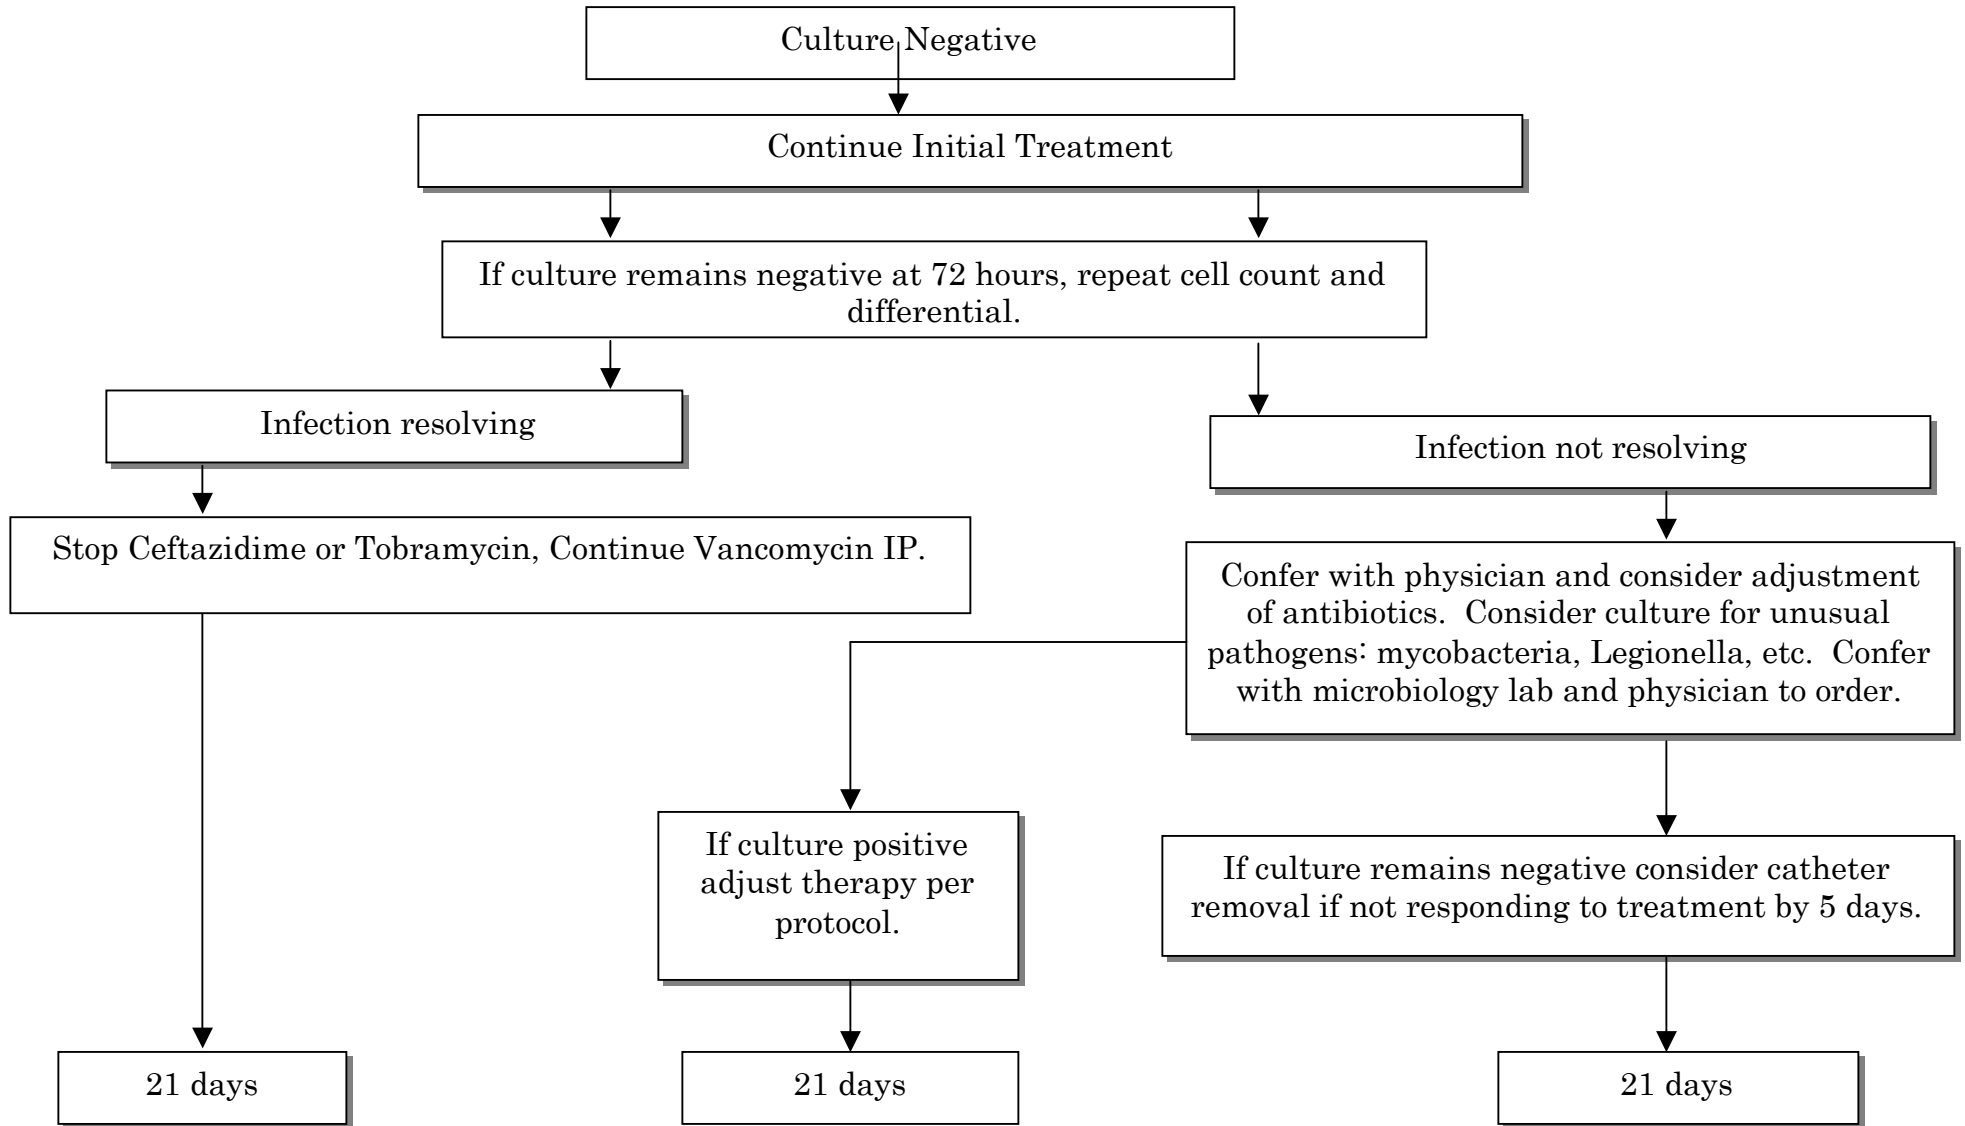 Culture Negative
Continue Initial Treatment
If culture remains negative at 72 hours, repeat cell count and
differential.
Infection resolving
Infection not resolving
Stop Ceftazidime or Tobramycin, Continue Vancomycin IP.
Confer with physician and consider adjustment
of antibiotics.  Consider culture for unusual
pathogens: mycobacteria, Legionella, etc.  Confer
with microbiology lab and physician to order.
If culture positive
adjust therapy per
protocol.
If culture remains negative consider catheter
removal if not responding to treatment by 5 days.
21 days
21 days
21 days